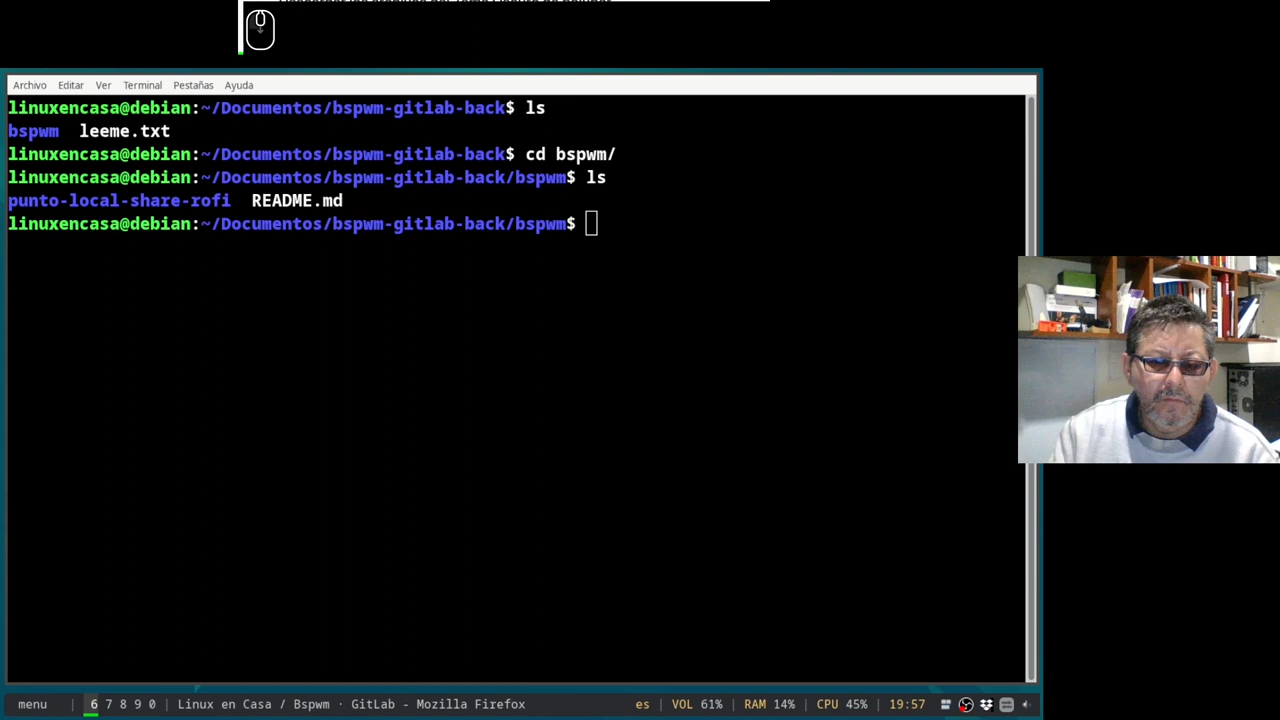 Archivo Editar Ver Terminal Pestañas Ayuda
linuxencasa@debian:~/Documentos/bspwm-gitlab-back$ ls
bspwm leeme.txt
linuxencasa@debian:~/Documentos/bspwm-gitlab-back$ cd bspwm/
linuxencasa@debian:~/Documentos/bspwm-gitlab-back/bspwm$ ls
punto-local-share-rofi README.md
linuxencasa@debian:~/Documentos/bspwm-gitlab-back/bspwm$
menu | 6 7 8 9 0 | Linux en Casa / Bspwm · GitLab - Mozilla Firefox es | VOL 61% | RAM 14% | CPU 45% | 19:57